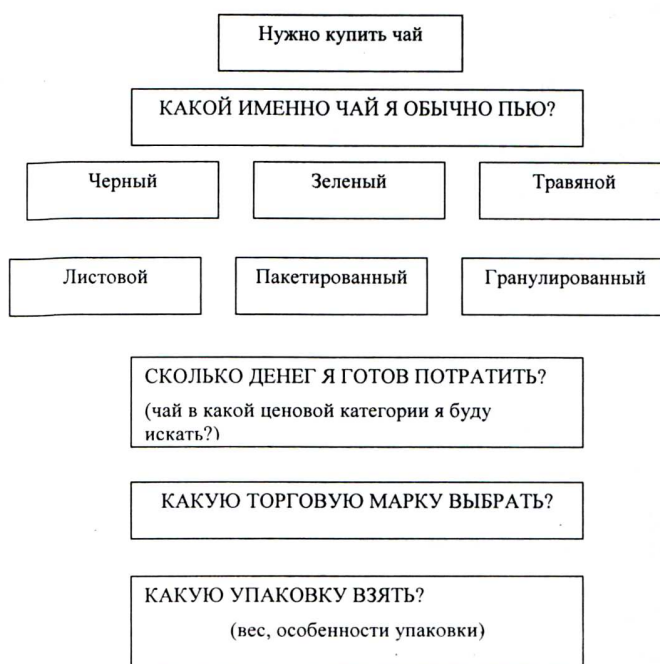 Нужно купить чай
КАКОЙ ИМЕННО ЧАЙ Я ОБЫЧНО ПЬЮ?
Черный Зеленый Травяной
Листовой Пакетированный Гранулированный
СКОЛЬКО ДЕНЕГ Я ГОТОВ ПОТРАТИТЬ?
(чай в какой ценовой категории я буду
искать?)
КАКУЮ ТОРГОВУЮ МАРКУ ВЫБРАТЬ?
КАКУЮ УПАКОВКУ ВЗЯТЬ?
(вес, особенности упаковки)